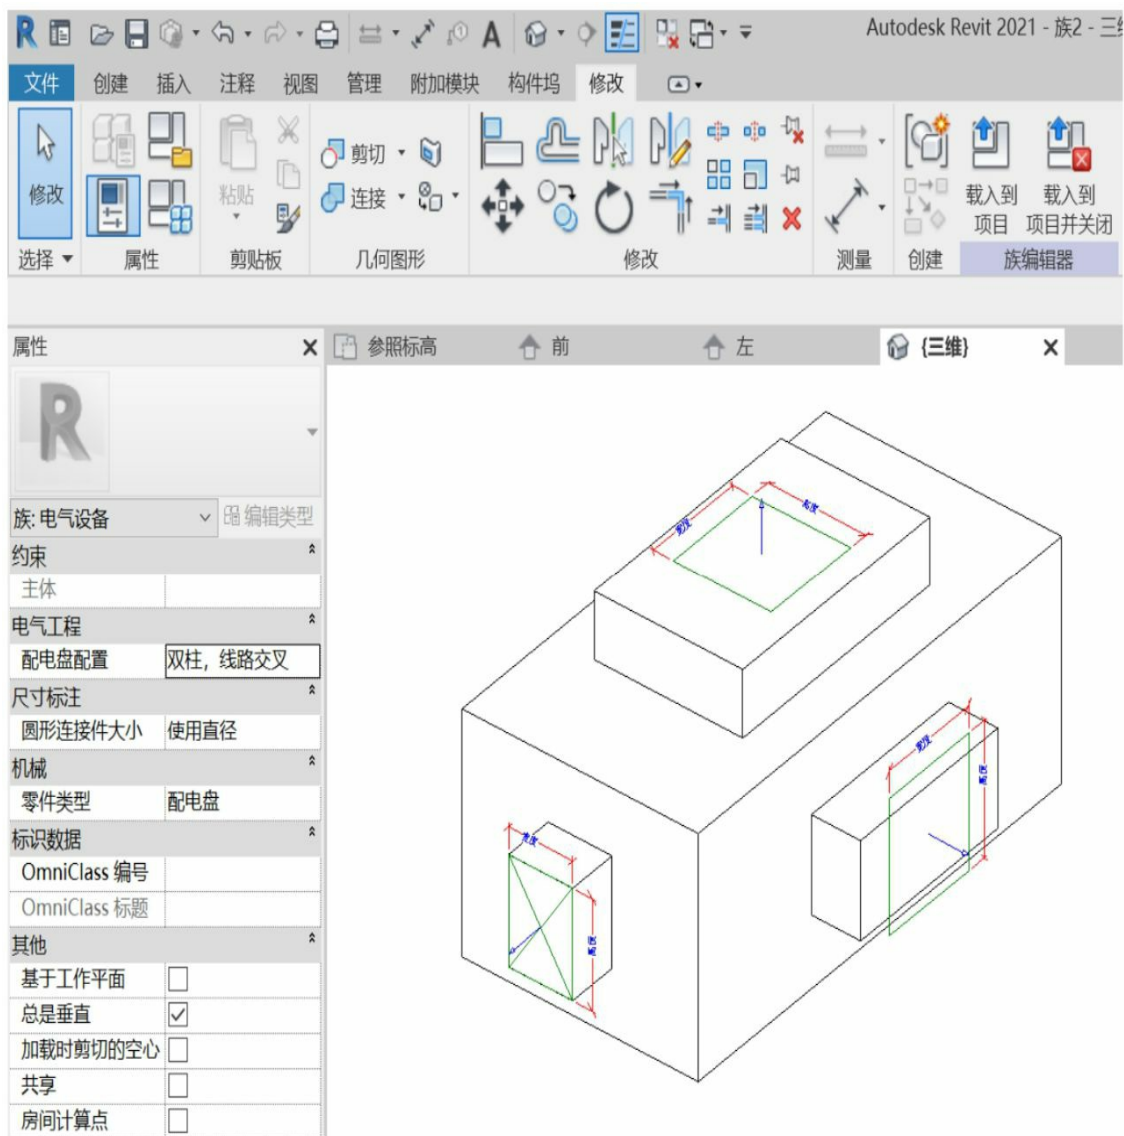 Autodesk Revit 2021 - 族2 - 三维
文件 创建 插入 注释 视图 管理 附加模块 构件坞 修改
修改 粘贴 剪切 连接 载入到项目 载入到项目并关闭
选择 属性 剪贴板 几何图形 修改 测量 创建 族编辑器
属性 参照标高 前 左 {三维}
族: 电气设备 编辑类型
约束
主体
电气工程
配电盘配置 双柱，线路交叉
尺寸标注
圆形连接件大小 使用直径
机械
零件类型 配电盘
标识数据
OmniClass 编号
OmniClass 标题
其他
基于工作平面
总是垂直
加载时剪切的空心
共享
房间计算点